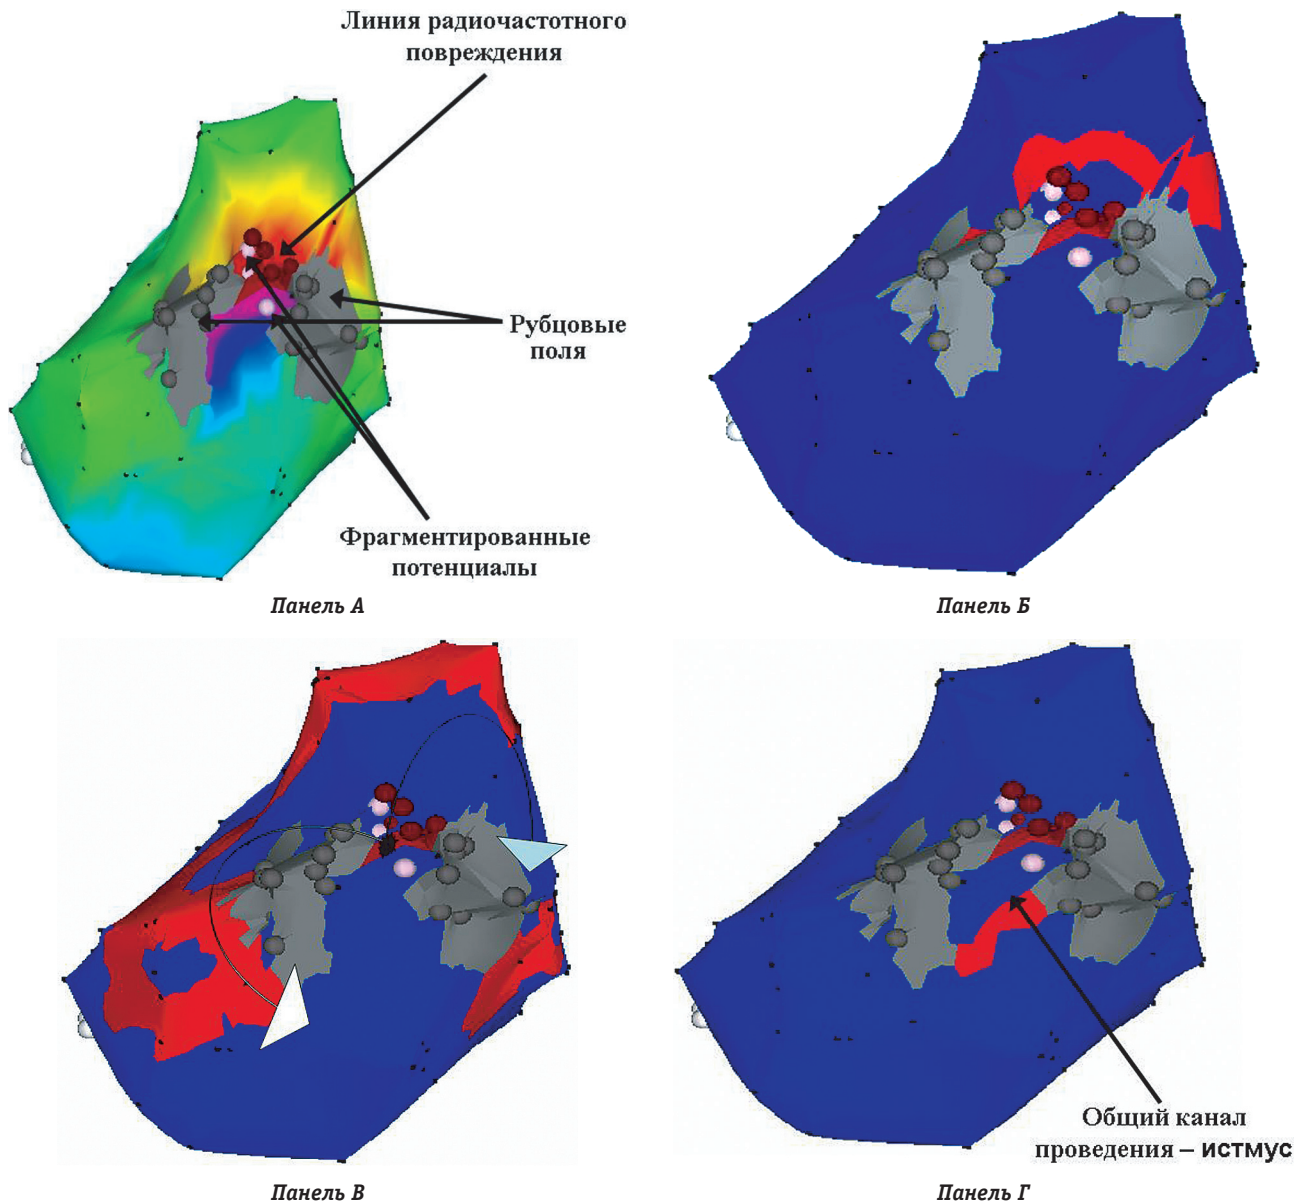 Линия радиочастотного
повреждения
Рубцовые
поля
Фрагментированные
потенциалы
Панель А
Панель Б
Общий канал
проведения – истмус
Панель В
Панель Г